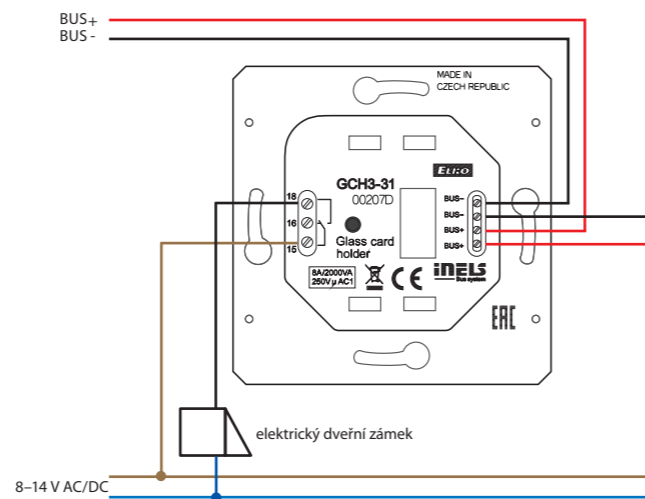 BUS+
BUS -
MADE IN
CZECH REPUBLIC
ELKO
GCH3-31
00207D
18
16
15
BUS-
BUS-
BUS+
BUS+
Glass card
holder
8A/2000VA
250V µ AC1
CE
iNELS
Bus system
EAC
elektrický dveřní zámek
8–14 V AC/DC